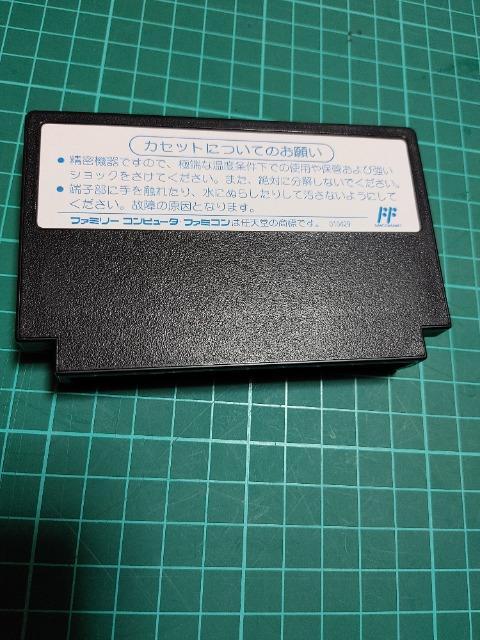 カセットについてのお願い
● 精密機器ですので、極端な温度条件下での使用や保管および強い
ショックをさけてください。また、絶対に分解しないでください。
● 端子部に手を触れたり、水にぬらしたりして汚さないようにして
ください。故障の原因となります。
ファミリーコンピュータ ファミコンは任天堂の商標です。